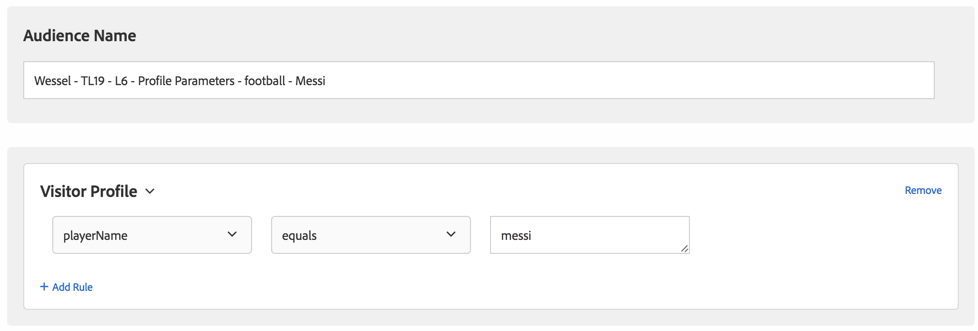 Audience Name
Wessel - TL19 - L6 - Profile Parameters - football - Messi
Visitor Profile
Remove
playerName
equals
messi
+ Add Rule